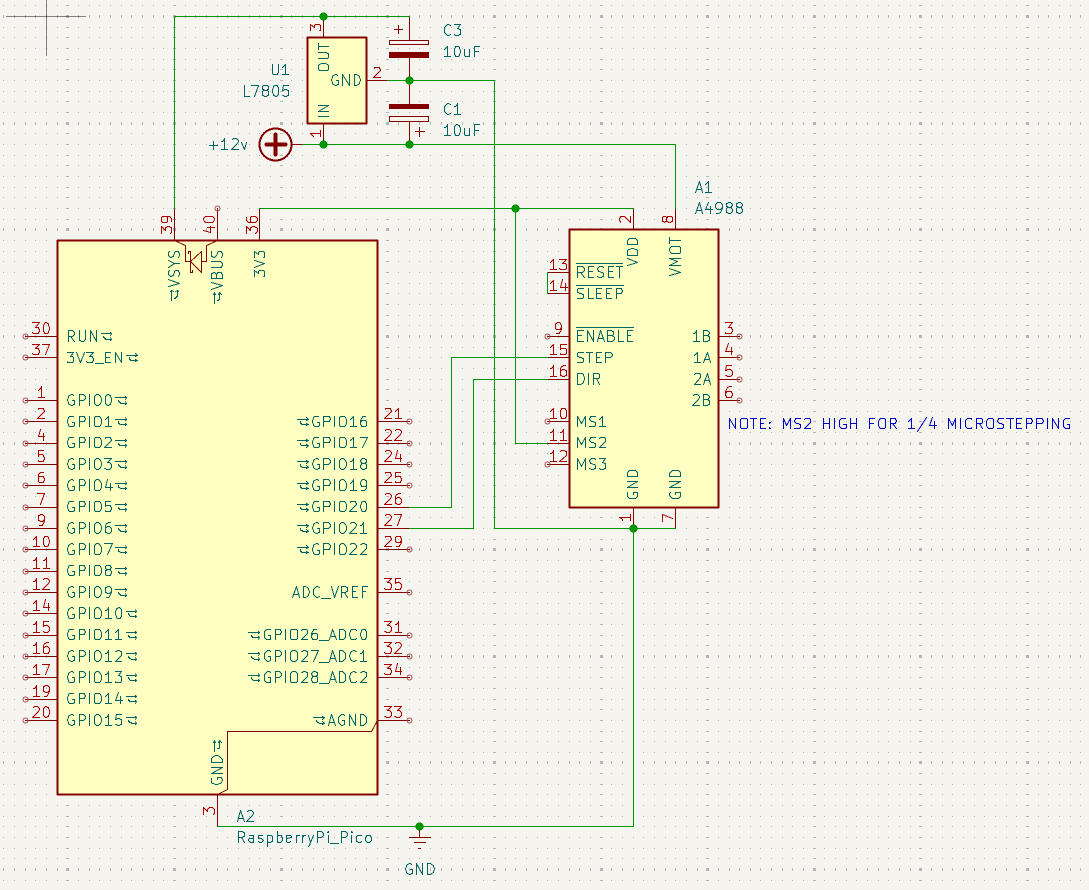 + C3
10uF
3
OUT
U1
L7805
GND 2
IN
1
C1
10uF
+
+12v
A1
A4988
39
40
36
2
8
VSYS
VBUS
3V3
VDD
VMOT
13 RESET
14 SLEEP
9 ENABLE
15 STEP
16 DIR
10 MS1
11 MS2
12 MS3
1B 3
1A 4
2A 5
2B 6
GND
GND
1
7
NOTE: MS2 HIGH FOR 1/4 MICROSTEPPING
30 RUN
37 3V3_EN
1 GPIO0
2 GPIO1
4 GPIO2
5 GPIO3
6 GPIO4
7 GPIO5
9 GPIO6
10 GPIO7
11 GPIO8
12 GPIO9
14 GPIO10
15 GPIO11
16 GPIO12
17 GPIO13
19 GPIO14
20 GPIO15
GPIO16 21
GPIO17 22
GPIO18 24
GPIO19 25
GPIO20 26
GPIO21 27
GPIO22 29
ADC_VREF 35
GPIO26_ADC0 31
GPIO27_ADC1 32
GPIO28_ADC2 34
AGND 33
GND
3
A2
RaspberryPi_Pico
GND